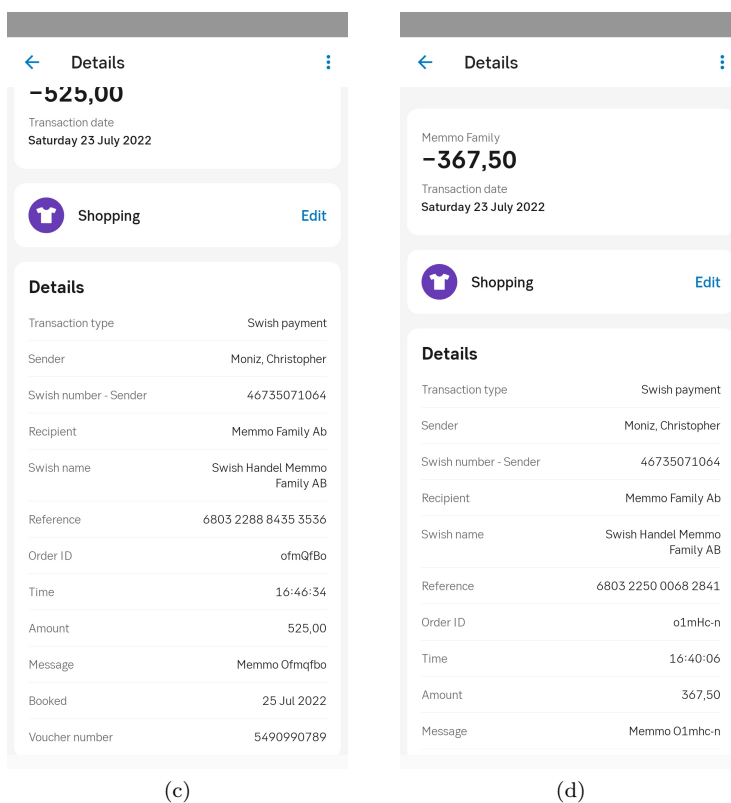 Details
−525,00
Transaction date
Saturday 23 July 2022
Shopping Edit
Details
Transaction type Swish payment
Sender Moniz, Christopher
Swish number - Sender 46735071064
Recipient Memmo Family Ab
Swish name Swish Handel Memmo
Family AB
Reference 6803 2288 8435 3536
Order ID ofmQfBo
Time 16:46:34
Amount 525,00
Message Memmo Ofmqfbo
Booked 25 Jul 2022
Voucher number 5490990789
(c)
Details
Memmo Family
−367,50
Transaction date
Saturday 23 July 2022
Shopping Edit
Details
Transaction type Swish payment
Sender Moniz, Christopher
Swish number - Sender 46735071064
Recipient Memmo Family Ab
Swish name Swish Handel Memmo
Family AB
Reference 6803 2250 0068 2841
Order ID o1mHc-n
Time 16:40:06
Amount 367,50
Message Memmo O1mhc-n
(d)